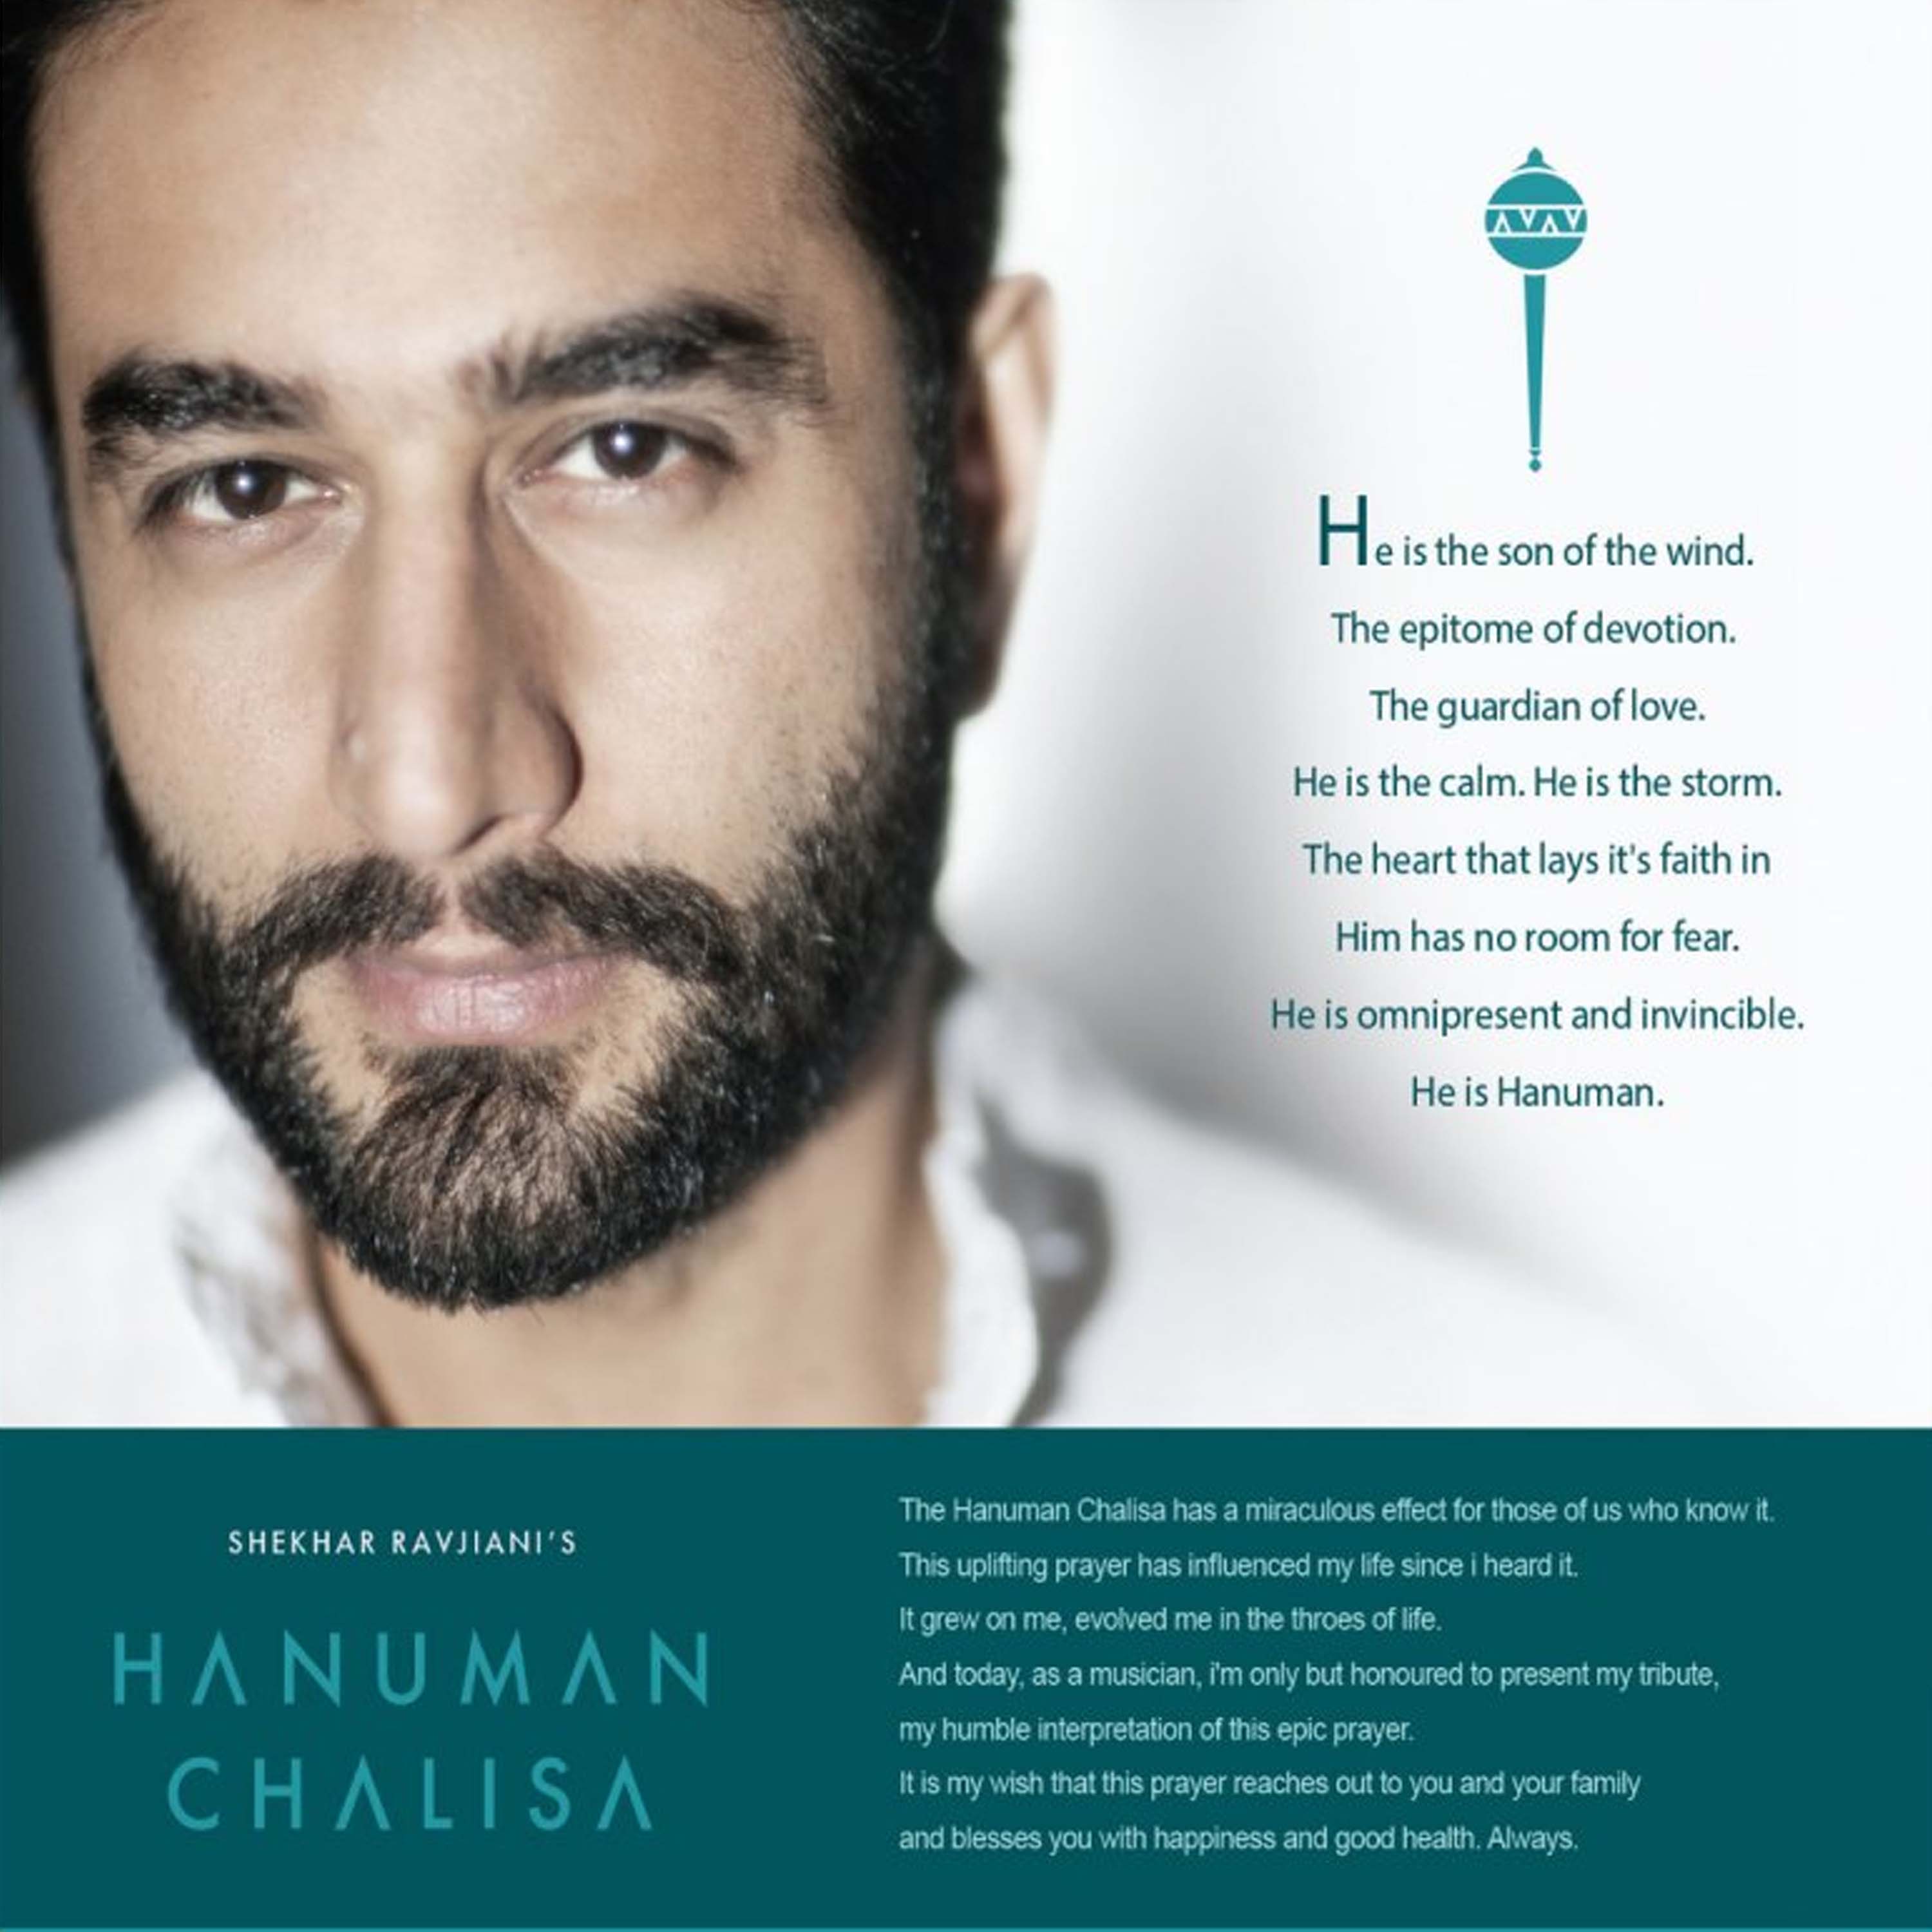 He is the son of the wind.
The epitome of devotion.
The guardian of love.
He is the calm. He is the storm.
The heart that lays it's faith in
Him has no room for fear.
He is omnipresent and invincible.
He is Hanuman.
SHEKHAR RAVJIANI'S
HANUMAN
CHALISA
The Hanuman Chalisa has a miraculous effect for those of us who know it.
This uplifting prayer has influenced my life since i heard it.
It grew on me, evolved me in the throes of life.
And today, as a musician, i'm only but honoured to present my tribute,
my humble interpretation of this epic prayer.
It is my wish that this prayer reaches out to you and your family
and blesses you with happiness and good health. Always.